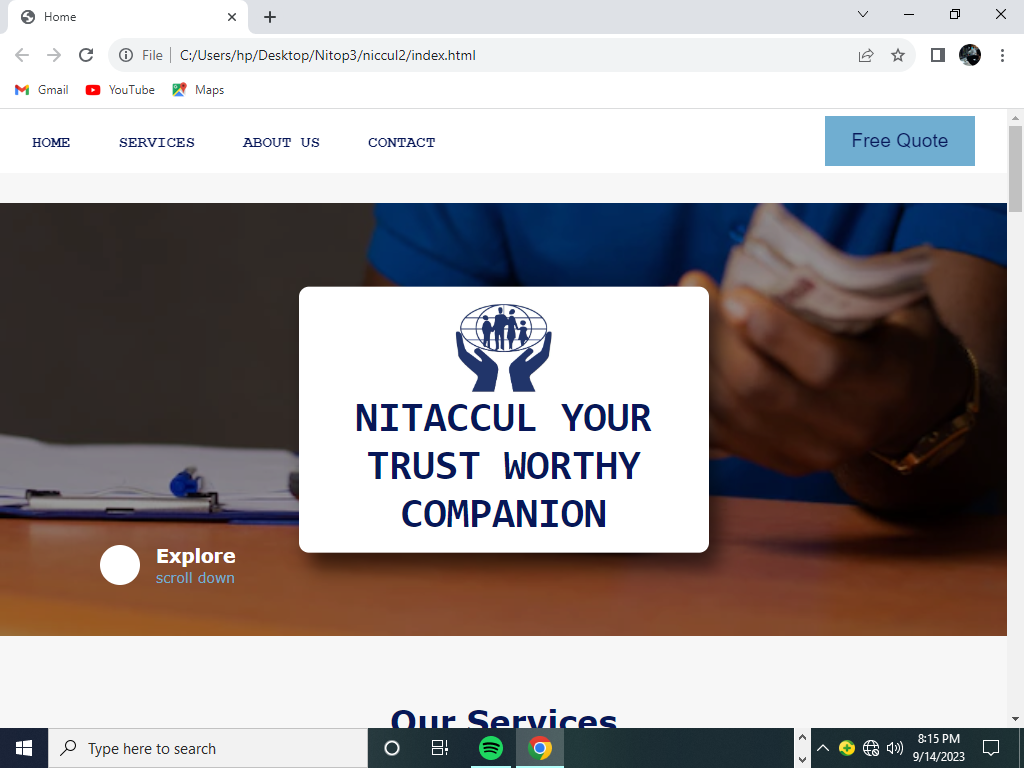 Home
File
C:/Users/hp/Desktop/Nitop3/niccul2/index.html
Gmail YouTube Maps
HOME SERVICES ABOUT US CONTACT Free Quote
NITACCUL YOUR
TRUST WORTHY
COMPANION
Explore
scroll down
Our Services
Type here to search
8:15 PM
9/14/2023